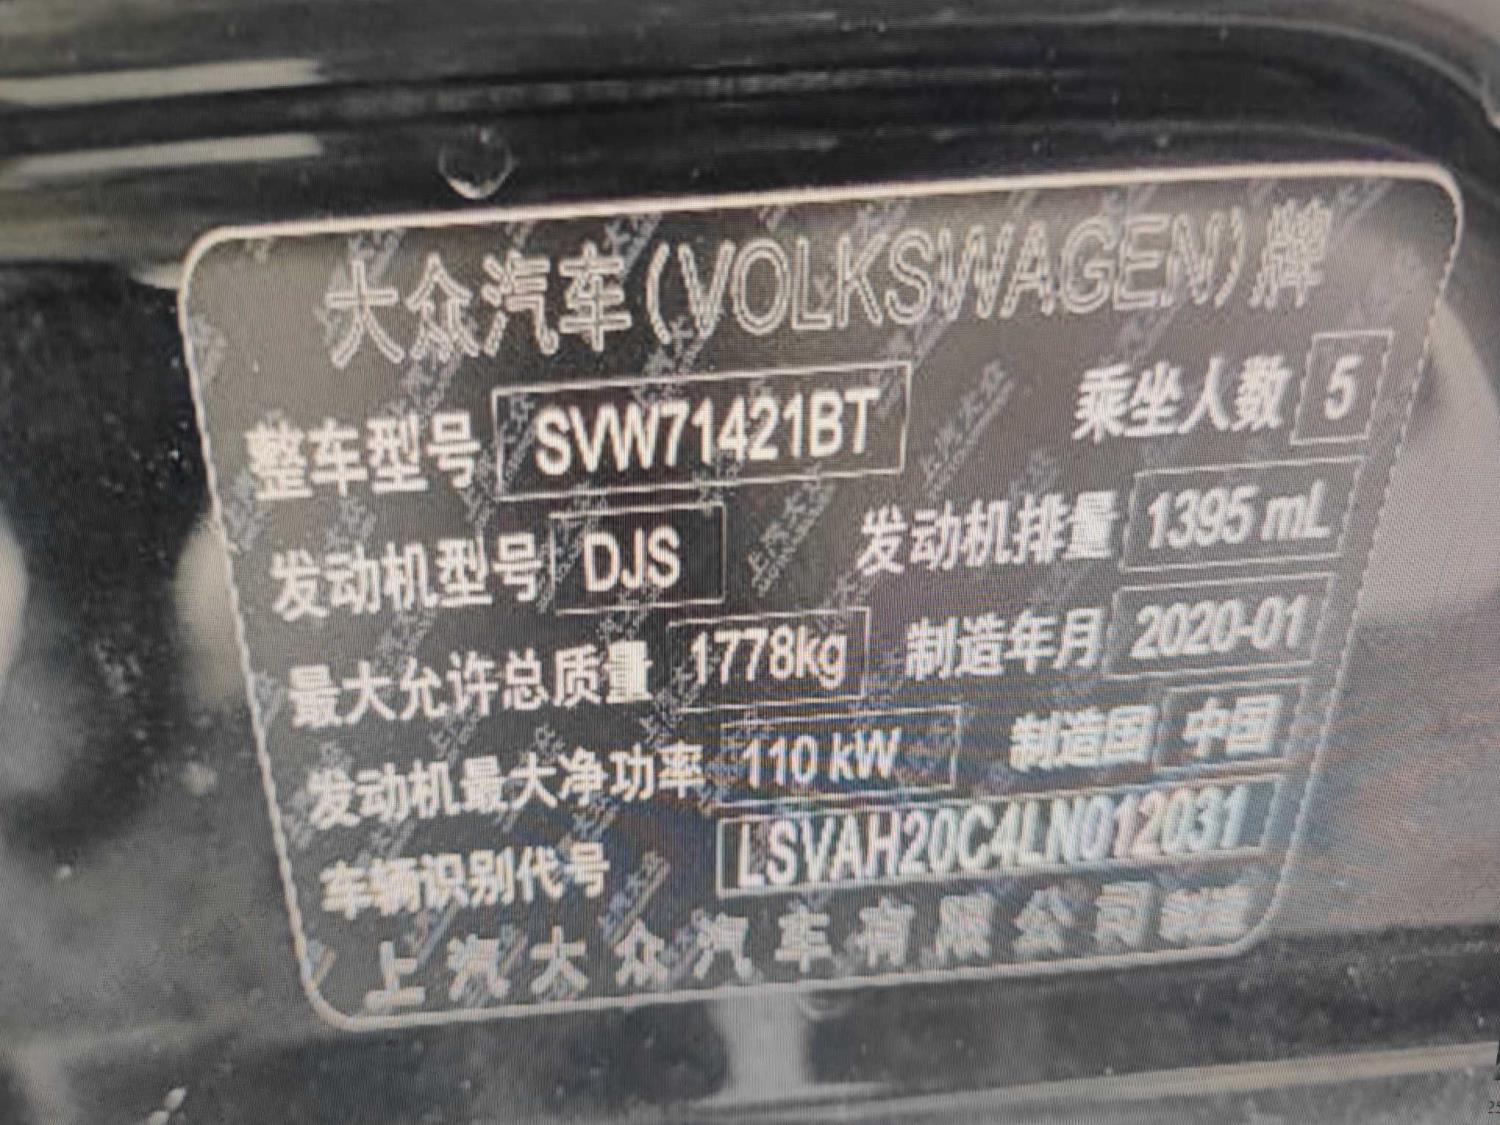 大众汽车(VOLKSWAGEN)牌
整车型号 SVW71421BT 乘坐人数 5
发动机型号 DJS 发动机排量 1395 mL
最大允许总质量 1778kg 制造年月 2020-01
发动机最大净功率 110 kW 制造国 中国
车辆识别代号 LSVAH20C4LN012031
上汽大众汽车有限公司制造